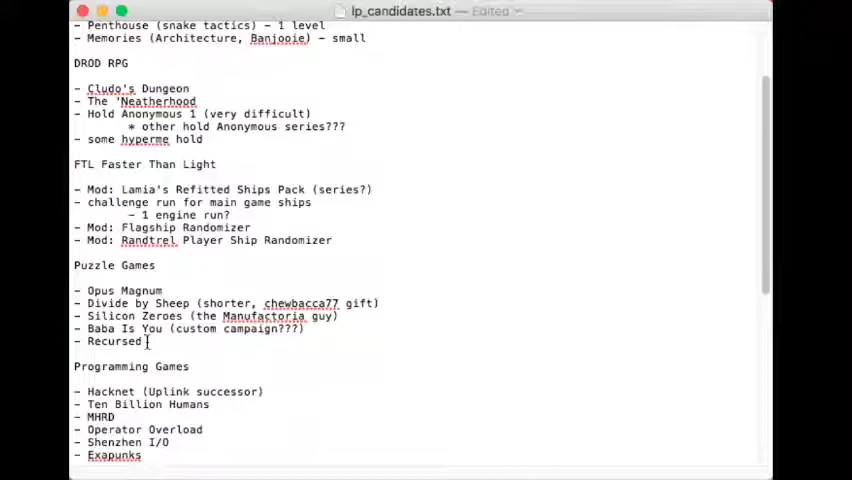 lp_candidates.txt — Edited
- Penthouse (snake tactics) - 1 level
- Memories (Architecture, Banjooie) - small
DROD RPG
- Cludo's Dungeon
- The 'Neatherhood
- Hold Anonymous 1 (very difficult)
* other hold Anonymous series???
- some hyperme hold
FTL Faster Than Light
- Mod: Lamia's Refitted Ships Pack (series?)
- challenge run for main game ships
- 1 engine run?
- Mod: Flagship Randomizer
- Mod: Randtrel Player Ship Randomizer
Puzzle Games
- Opus Magnum
- Divide by Sheep (shorter, chewbacca77 gift)
- Silicon Zeroes (the Manufactoria guy)
- Baba Is You (custom campaign???)
- Recursed
Programming Games
- Hacknet (Uplink successor)
- Ten Billion Humans
- MHRD
- Operator Overload
- Shenzhen I/O
- Exapunks